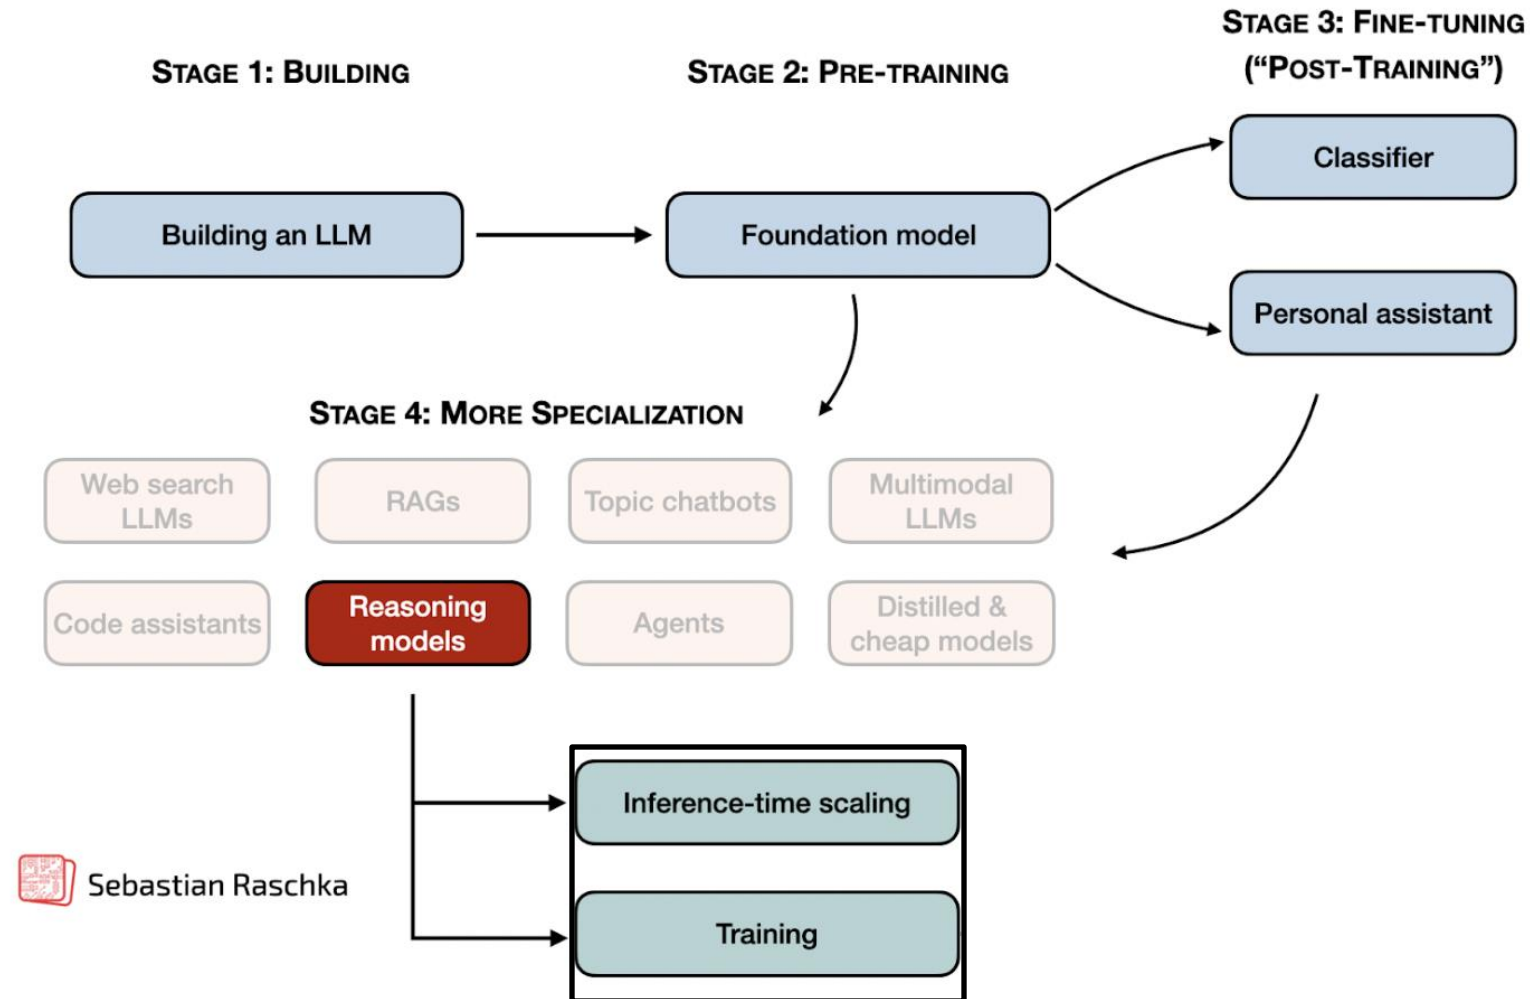 STAGE 1: BUILDING
STAGE 2: PRE-TRAINING
STAGE 3: FINE-TUNING
(“POST-TRAINING”)
Building an LLM
Foundation model
Classifier
Personal assistant
STAGE 4: MORE SPECIALIZATION
Web search
LLMs
RAGs
Topic chatbots
Multimodal
LLMs
Code assistants
Reasoning
models
Agents
Distilled &
cheap models
Inference-time scaling
Training
Sebastian Raschka